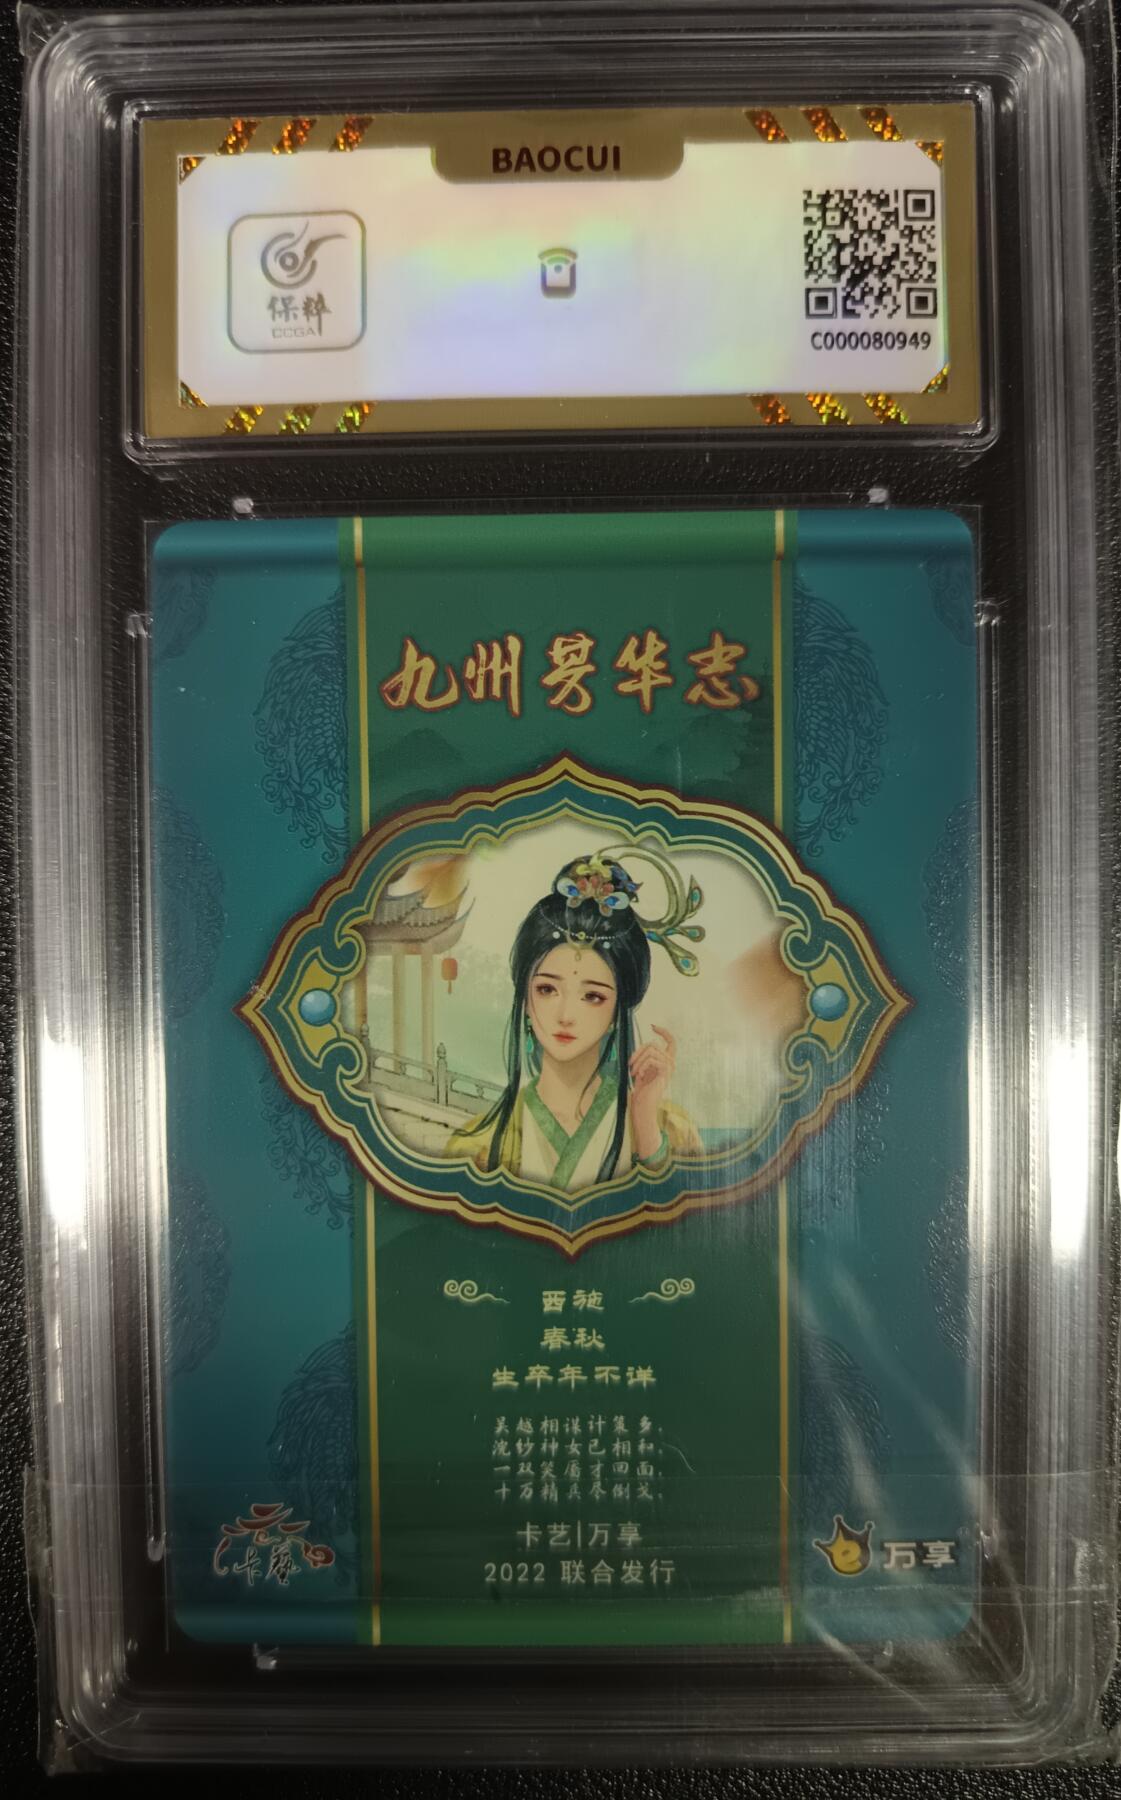 BAOCUI
保粹
CCGA
C000080949
九州芳华志
西施
春秋
生卒年不详
吴越相谋计策多,
浣纱神女已相和,
一双笑靥才回面,
十万精兵尽倒戈。
卡艺|万享
2022 联合发行
卡藝
万享